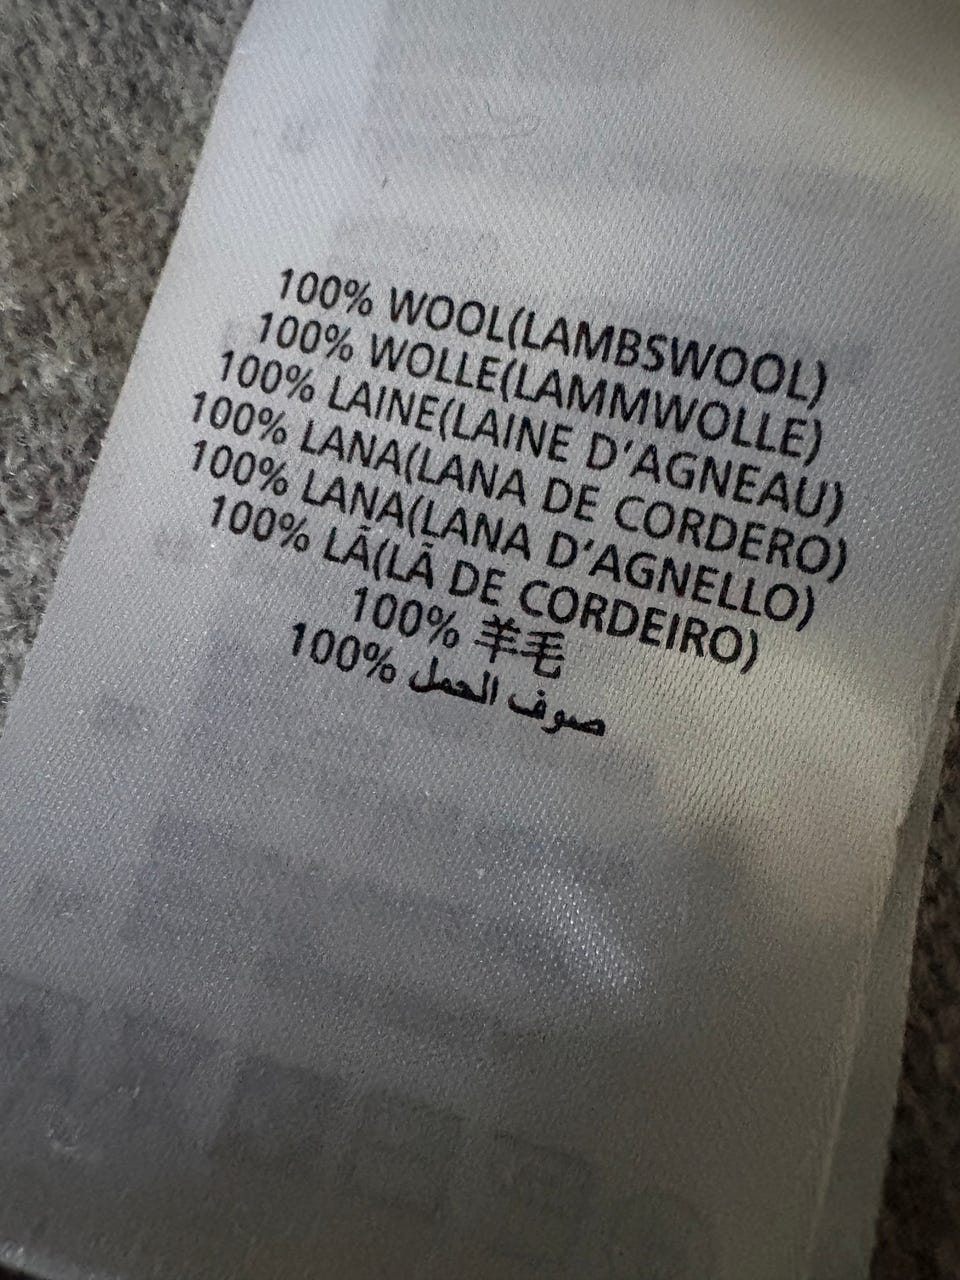 100% WOOL(LAMBSWOOL)
100% WOLLE(LAMMWOLLE)
100% LAINE(LAINE D'AGNEAU)
100% LANA(LANA DE CORDERO)
100% LANA(LANA D'AGNELLO)
100% LÃ(LÃ DE CORDEIRO)
100% 羊毛
100% صوف الحمل